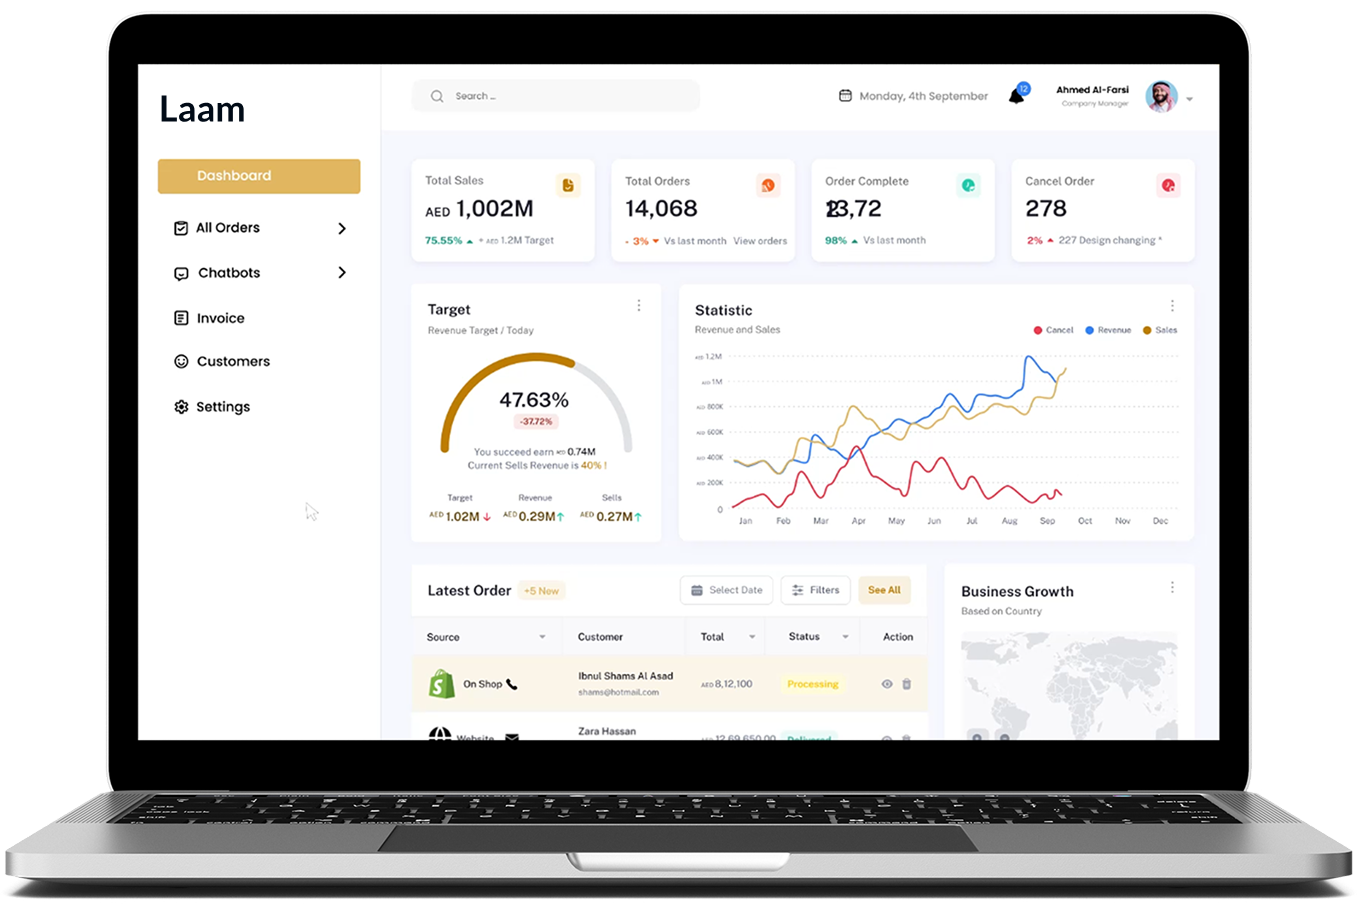 Laam
Dashboard
All Orders
Chatbots
Invoice
Customers
Settings
Search ...
Monday, 4th September
12
Ahmed Al-Farsi
Company Manager
Total Sales
AED 1,002M
75.55% + AED 1.2M Target
Total Orders
14,068
- 3% Vs last month View orders
Order Complete
98% Vs last month
Cancel Order
278
2% 227 Design changing *
Target
Revenue Target / Today
47.63%
-37.72%
You succeed earn AED 0.74M
Current Sells Revenue is 40% !
Target Revenue Sells
AED 1.02M AED 0.29M AED 0.27M
Statistic
Revenue and Sales
Cancel Revenue Sales
AED 1.2M
AED 1M
AED 800K
AED 600K
AED 400K
AED 200K
0
Jan Feb Mar Apr May Jun Jul Aug Sep Oct Nov Dec
Latest Order +5 New Select Date Filters See All
Source Customer Total Status Action
On Shop Ibnul Shams Al Asad AED 8,12,100 Processing
shams@hotmail.com
Website Zara Hassan AED 12,69,650.00 Delivered
Business Growth
Based on Country